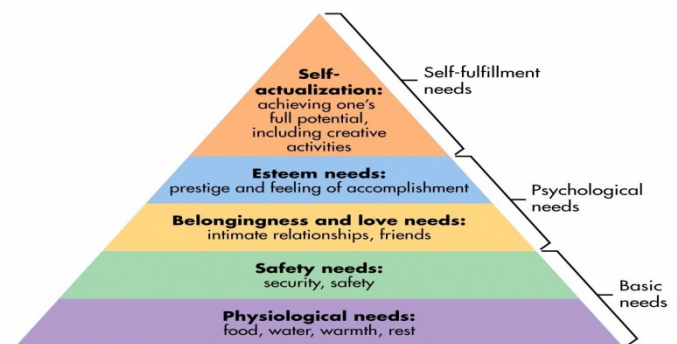 Self-
actualization:
achieving one's
full potential,
including creative
activities
Self-fulfillment
needs
Esteem needs:
prestige and feeling of accomplishment
Belongingness and love needs:
intimate relationships, friends
Psychological
needs
Safety needs:
security, safety
Physiological needs:
food, water, warmth, rest
Basic
needs